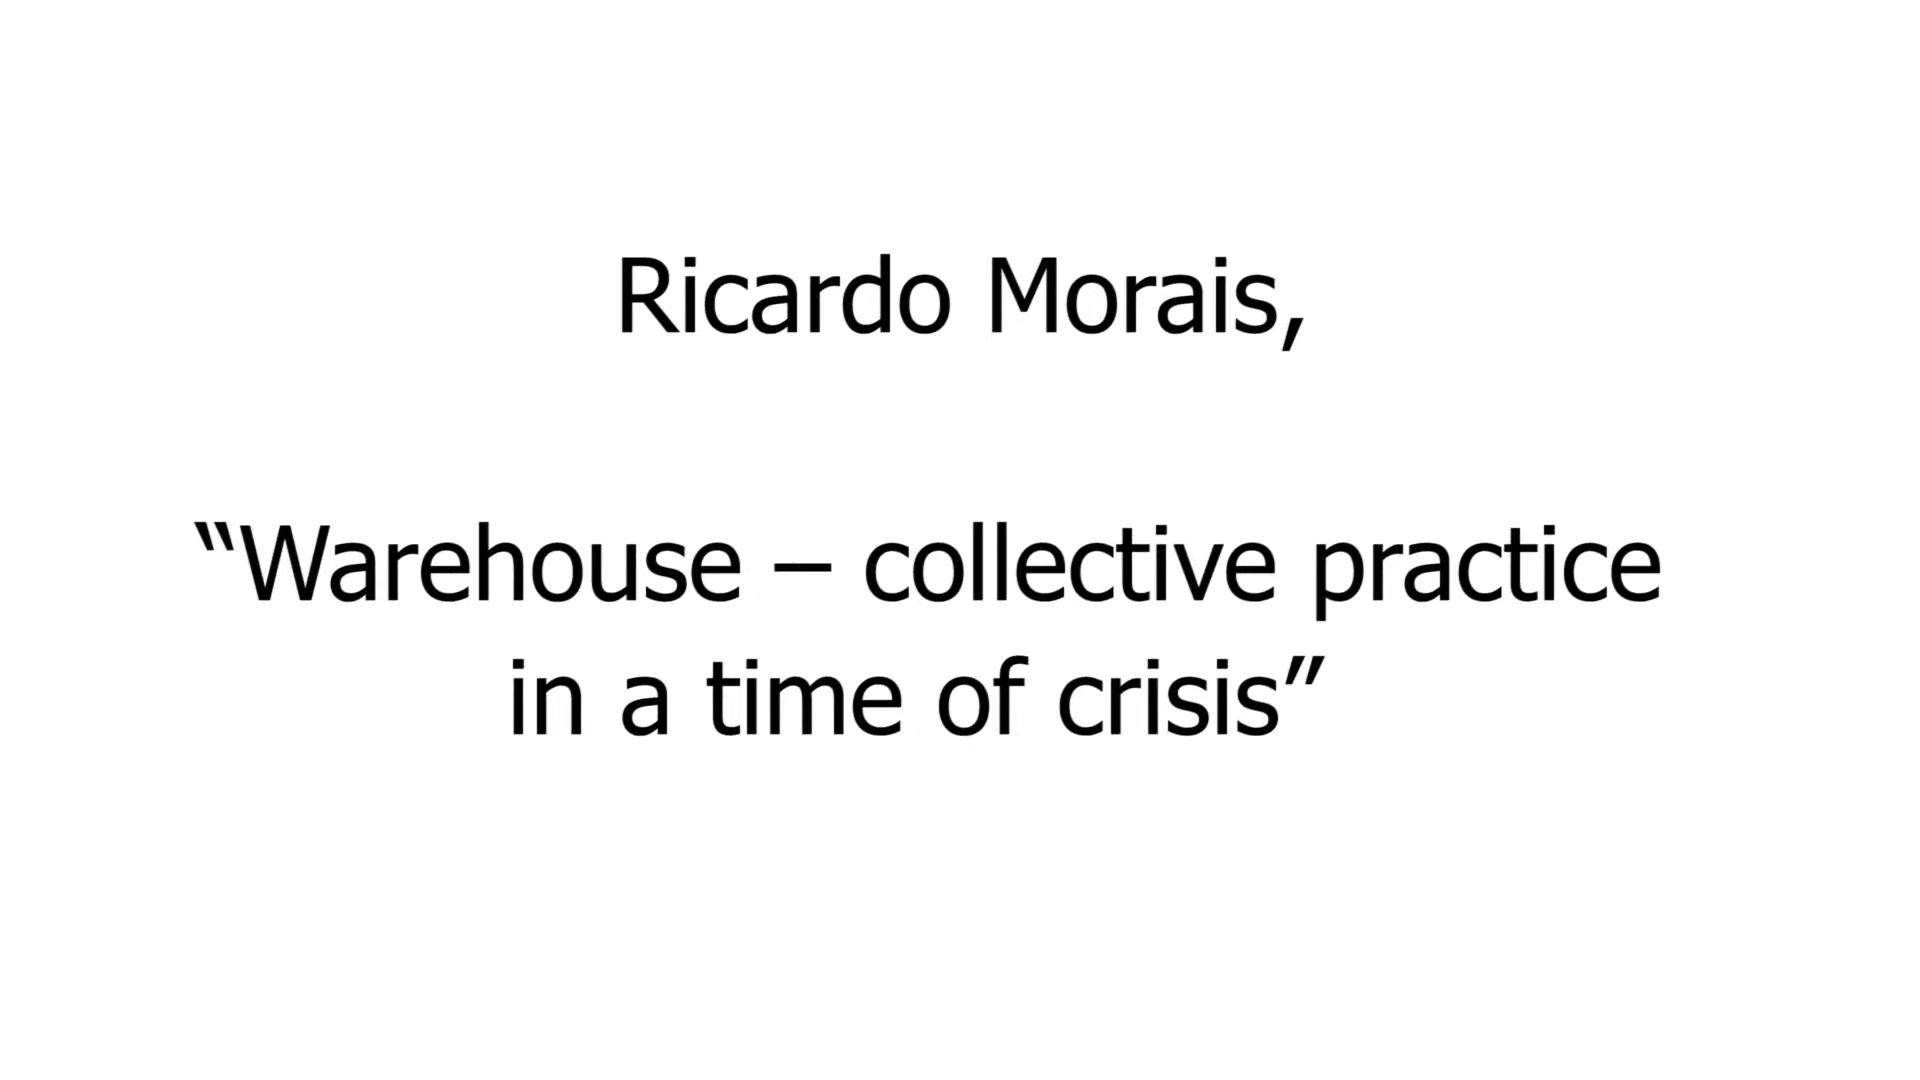 Ricardo Morais,
“Warehouse – collective practice
in a time of crisis”